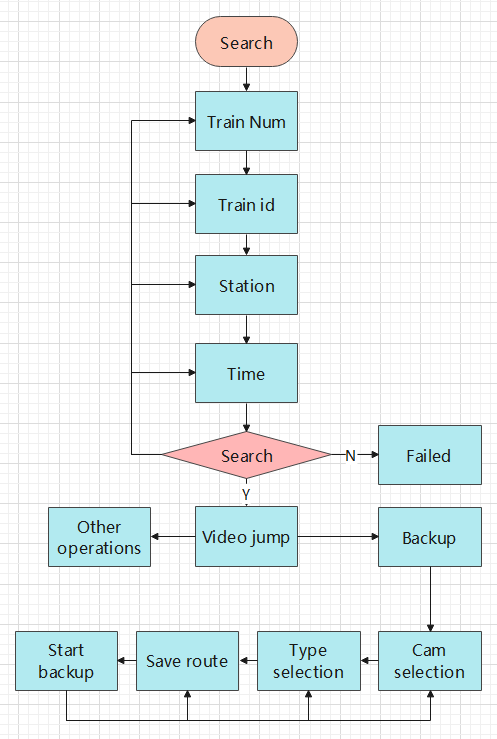 Search
Train Num
Train id
Station
Time
Search
N
Failed
Y
Other
operations
Video jump
Backup
Start
backup
Save route
Type
selection
Cam
selection